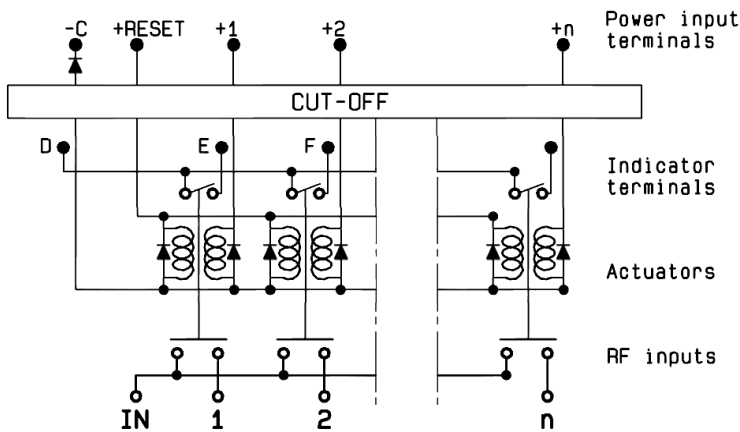 Power input
terminals
-C +RESET +1 +2 +n
CUT-OFF
D E F
Indicator
terminals
Actuators
RF inputs
IN 1 2 n